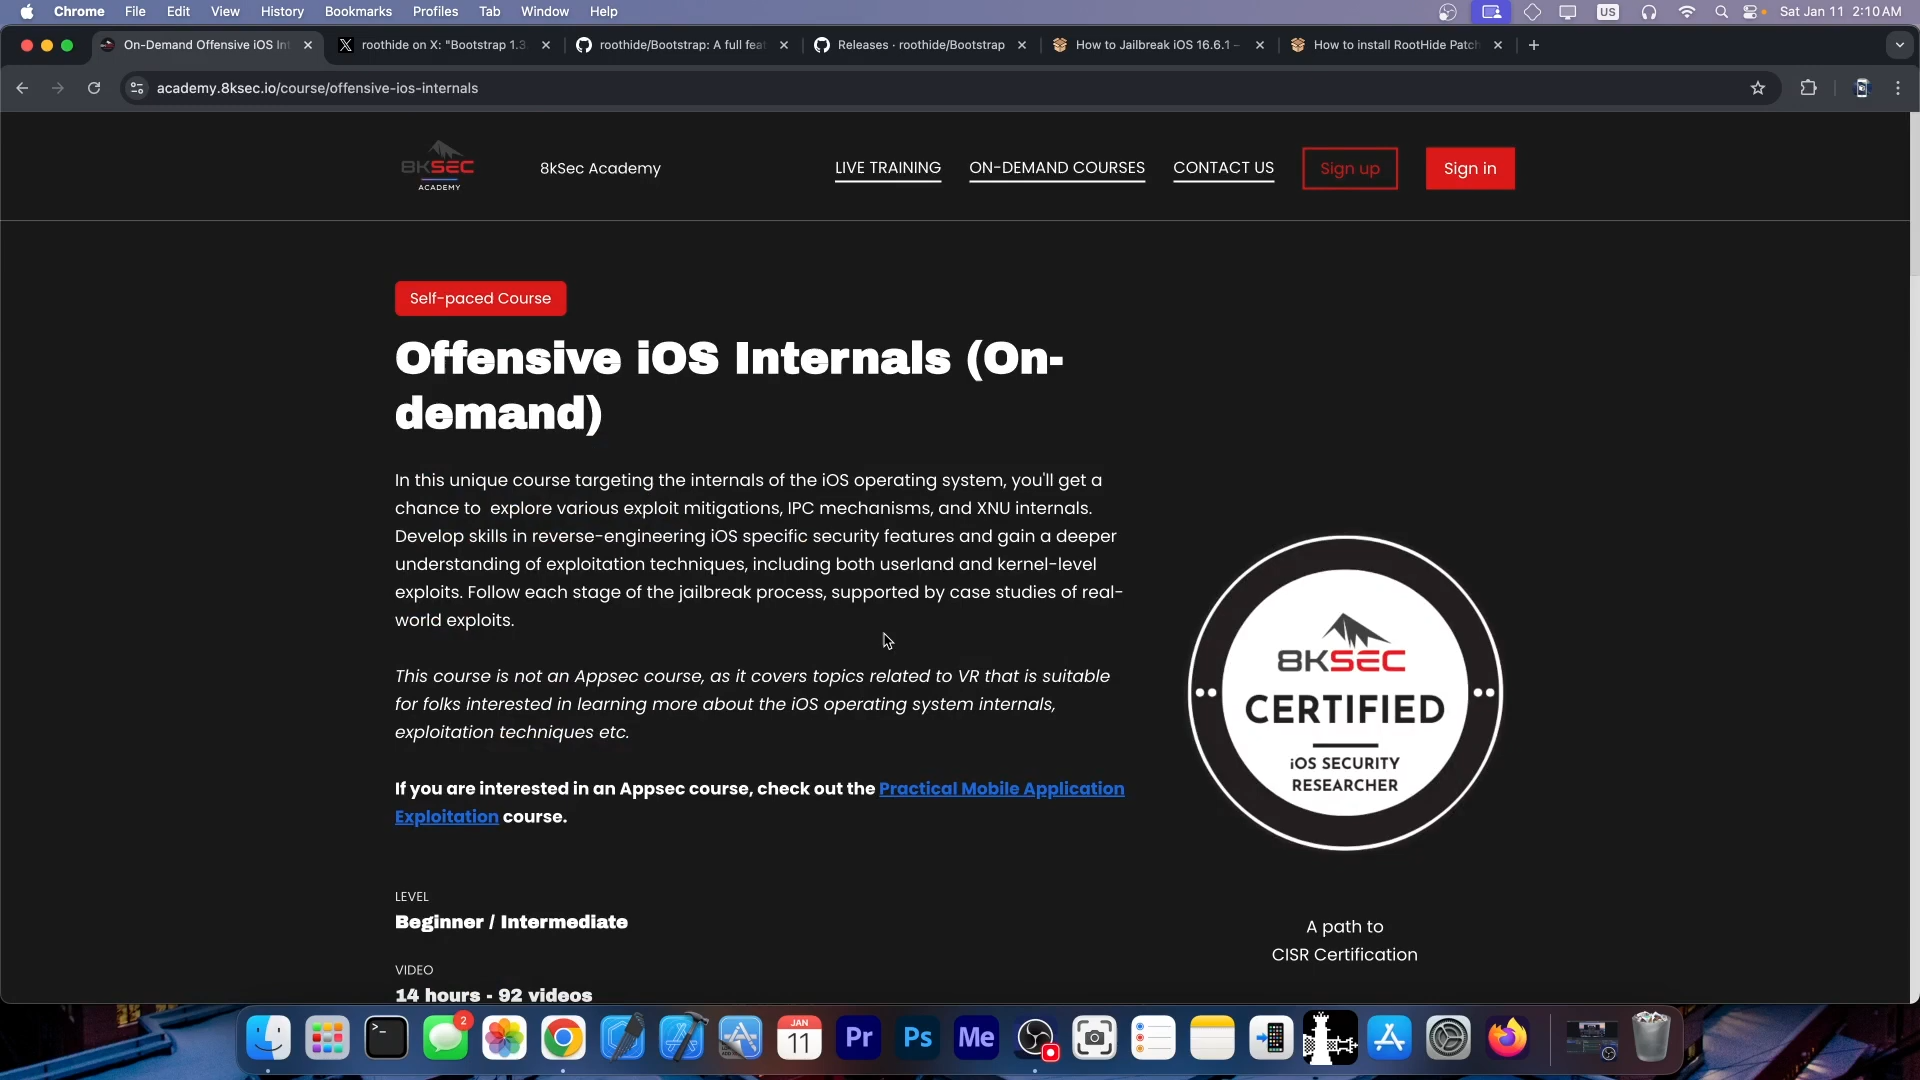 Chrome File Edit View History Bookmarks Profiles Tab Window Help US Sat Jan 11 2:10 AM
On-Demand Offensive iOS Int roothide on X: "Bootstrap 1.3. roothide/Bootstrap: A full feat Releases · roothide/Bootstrap How to Jailbreak iOS 16.6.1 – How to install RootHide Patch
academy.8ksec.io/course/offensive-ios-internals
8KSEC
ACADEMY
8kSec Academy
LIVE TRAINING ON-DEMAND COURSES CONTACT US Sign up Sign in
Self-paced Course
Offensive iOS Internals (On-
demand)
In this unique course targeting the internals of the iOS operating system, you'll get a
chance to explore various exploit mitigations, IPC mechanisms, and XNU internals.
Develop skills in reverse-engineering iOS specific security features and gain a deeper
understanding of exploitation techniques, including both userland and kernel-level
exploits. Follow each stage of the jailbreak process, supported by case studies of real-
world exploits.
This course is not an Appsec course, as it covers topics related to VR that is suitable
for folks interested in learning more about the iOS operating system internals,
exploitation techniques etc.
If you are interested in an Appsec course, check out the Practical Mobile Application
Exploitation course.
LEVEL
Beginner / Intermediate
VIDEO
14 hours - 92 videos
8KSEC
CERTIFIED
iOS SECURITY
RESEARCHER
A path to
CISR Certification
2
JAN
11
Pr
Ps
Me